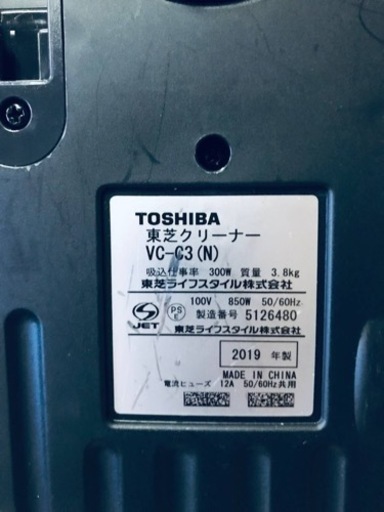 TOSHIBA
東芝クリーナー
VC-C3(N)
吸込仕事率 300W 質量 3.8kg
東芝ライフスタイル株式会社
100V 850W 50/60Hz
製造番号 5126480
東芝ライフスタイル株式会社
S JET
PS E
2019 年製
MADE IN CHINA
電流ヒューズ 12A 50/60Hz共用